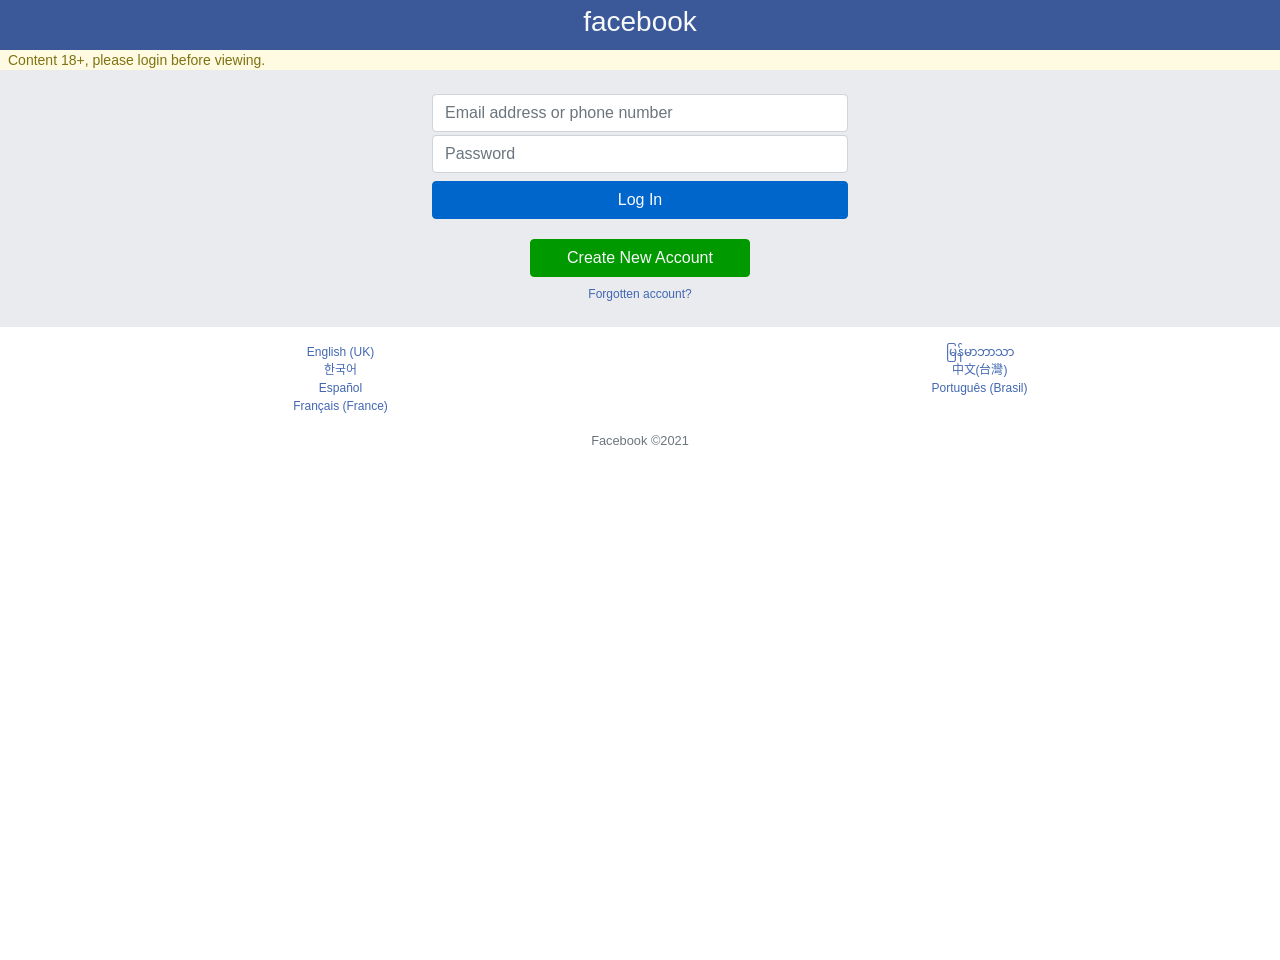 facebook
Content 18+, please login before viewing.
Email address or phone number
Password
Log In
Create New Account
Forgotten account?
English (UK)
한국어
Español
Français (France)
မြန်မာဘာသာ
中文(台灣)
Português (Brasil)
Facebook ©2021